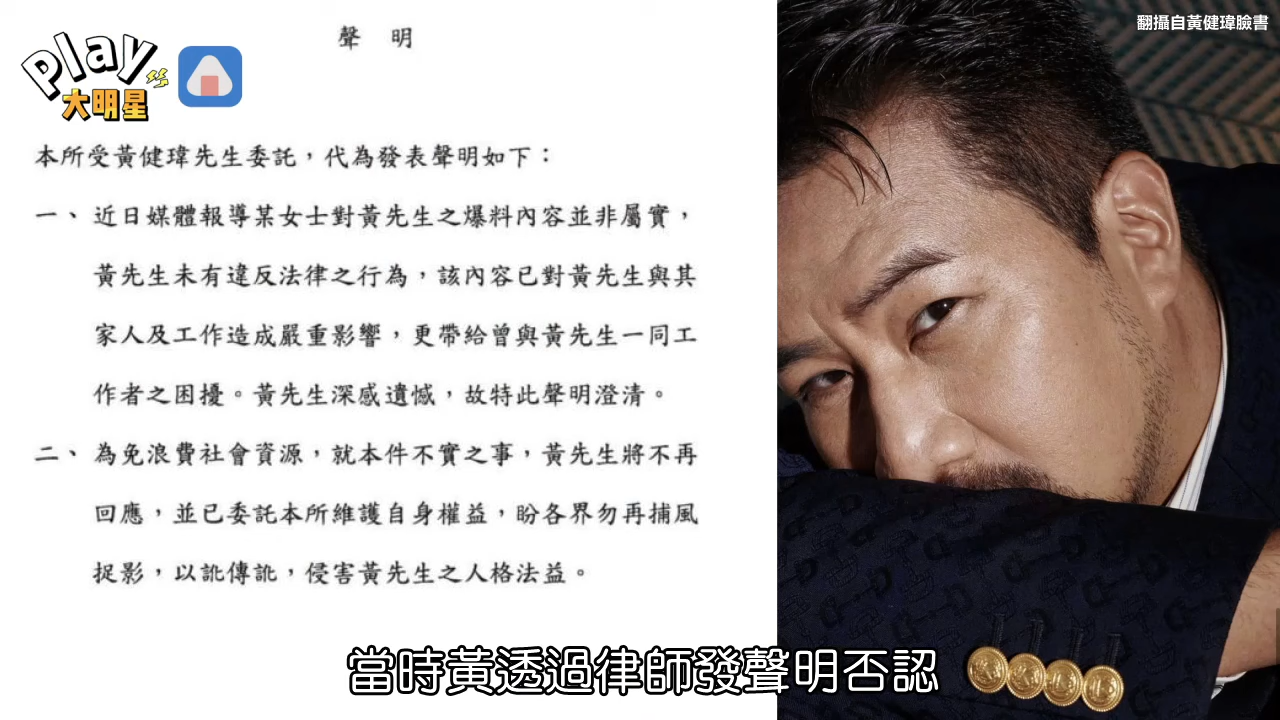 聲 明
Play
大明星
翻攝自黃健瑋臉書
本所受黃健瑋先生委託，代為發表聲明如下：
一、近日媒體報導某女士對黃先生之爆料內容並非屬實，
黃先生未有違反法律之行為，該內容已對黃先生與其
家人及工作造成嚴重影響，更帶給曾與黃先生一同工
作者之困擾。黃先生深感遺憾，故特此聲明澄清。
二、為免浪費社會資源，就本件不實之事，黃先生將不再
回應，並已委託本所維護自身權益，盼各界勿再捕風
捉影，以訛傳訛，侵害黃先生之人格法益。
當時黃透過律師發聲明否認